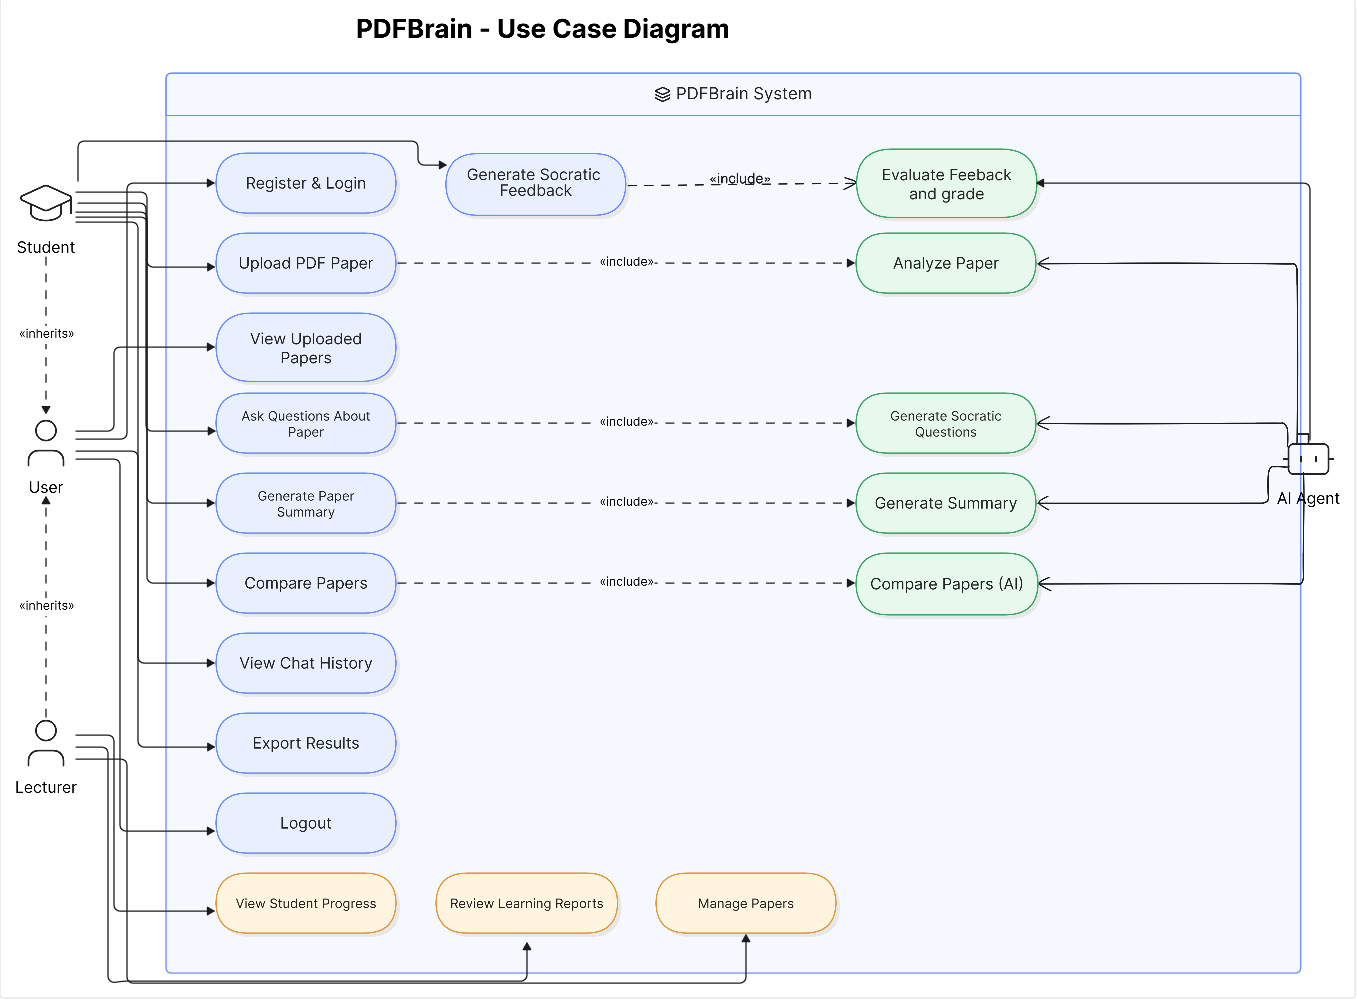 PDFBrain - Use Case Diagram
PDFBrain System
Register & Login
Generate Socratic
Feedback
«include»
Evaluate Feeback
and grade
Student
Upload PDF Paper
«include»
Analyze Paper
«inherits»
View Uploaded
Papers
Ask Questions About
Paper
«include»
Generate Socratic
Questions
User
Generate Paper
Summary
«include»
Generate Summary
AI Agent
Compare Papers
«include»
Compare Papers (AI)
«inherits»
View Chat History
Export Results
Lecturer
Logout
View Student Progress
Review Learning Reports
Manage Papers